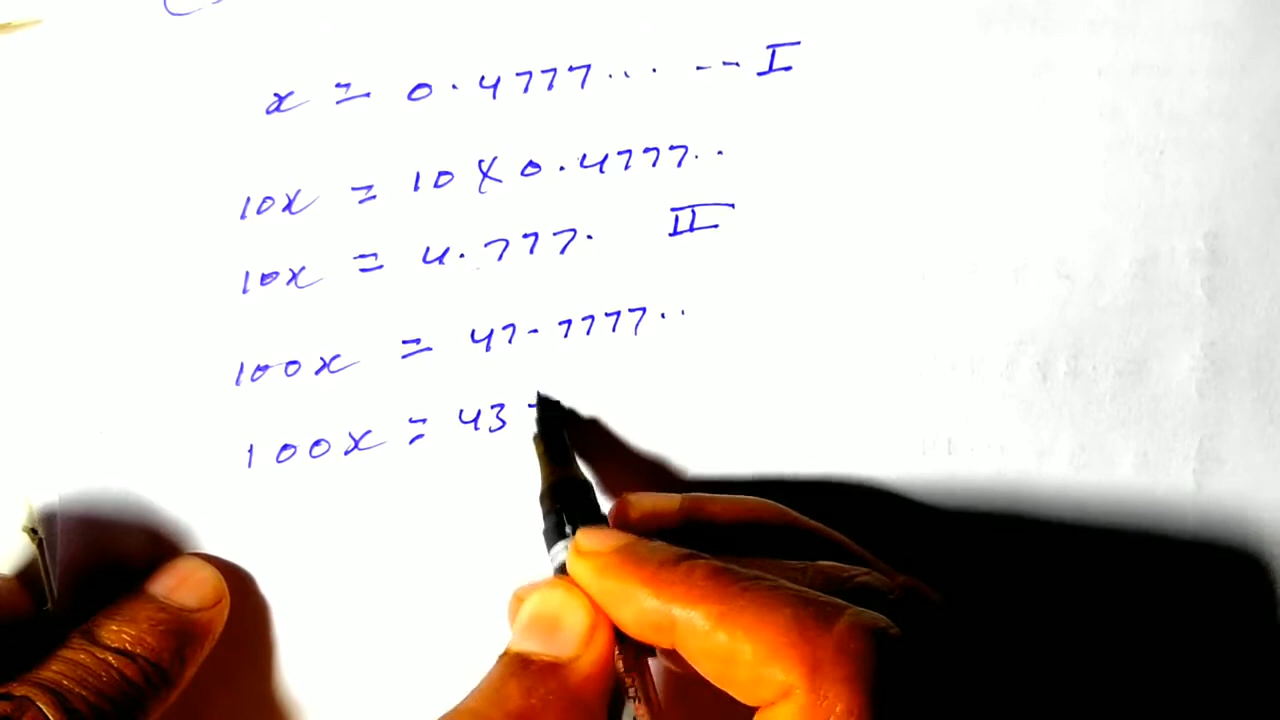 x = 0.4777... -- I
10x = 10 × 0.4777..
10x = 4.777. II
100x = 47.7777..
100x = 43 +